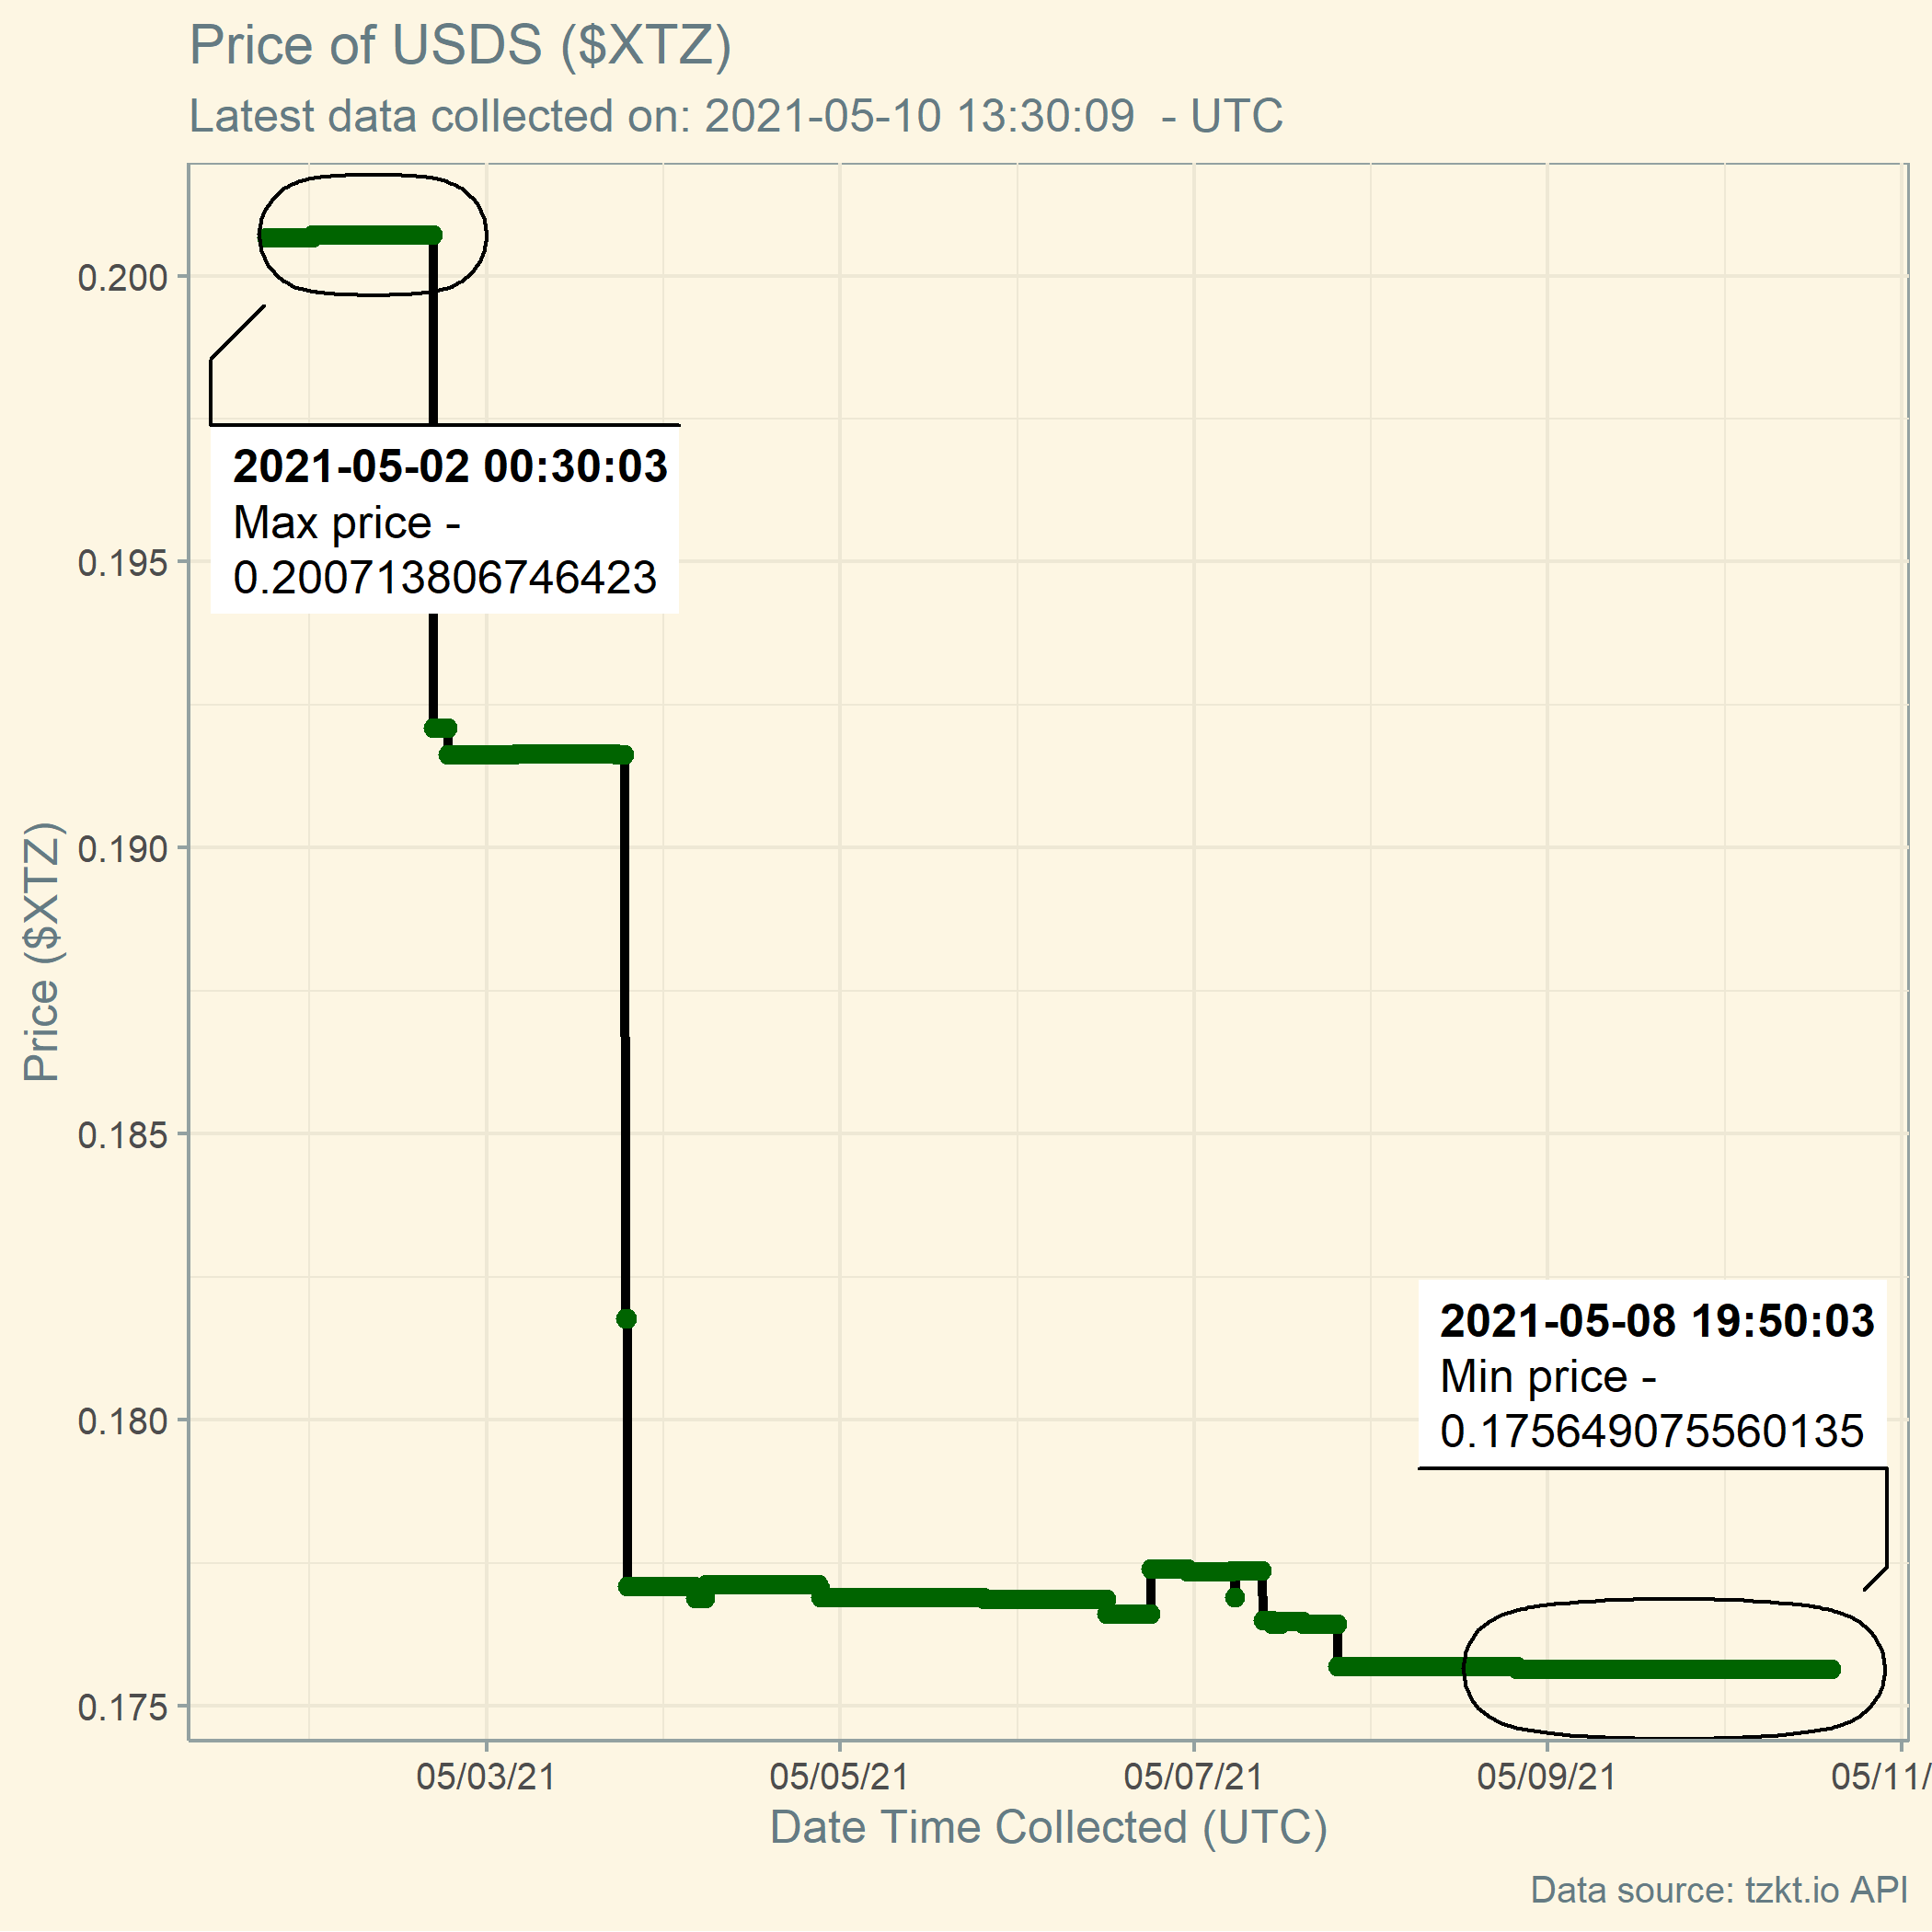 Price of USDS ($XTZ)
Latest data collected on: 2021-05-10 13:30:09  - UTC
0.200
0.195
0.190
0.185
0.180
0.175
Price ($XTZ)
2021-05-02 00:30:03
Max price -
0.200713806746423
2021-05-08 19:50:03
Min price -
0.175649075560135
05/03/21
05/05/21
05/07/21
05/09/21
05/11/
Date Time Collected (UTC)
Data source: tzkt.io API